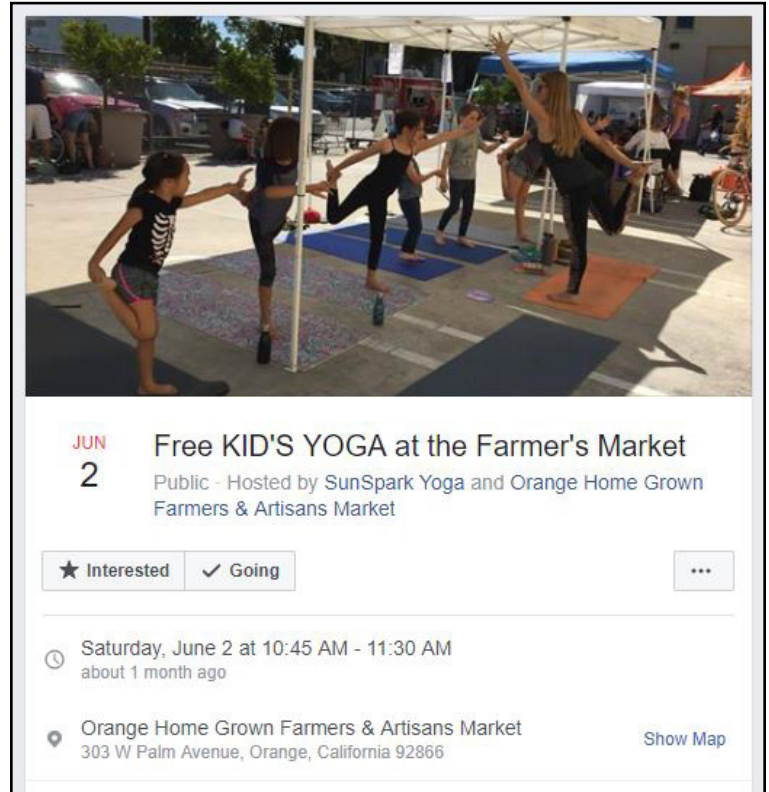 JUN
2
Free KID'S YOGA at the Farmer's Market
Public · Hosted by SunSpark Yoga and Orange Home Grown
Farmers & Artisans Market
Interested
Going
Saturday, June 2 at 10:45 AM - 11:30 AM
about 1 month ago
Orange Home Grown Farmers & Artisans Market
303 W Palm Avenue, Orange, California 92866
Show Map